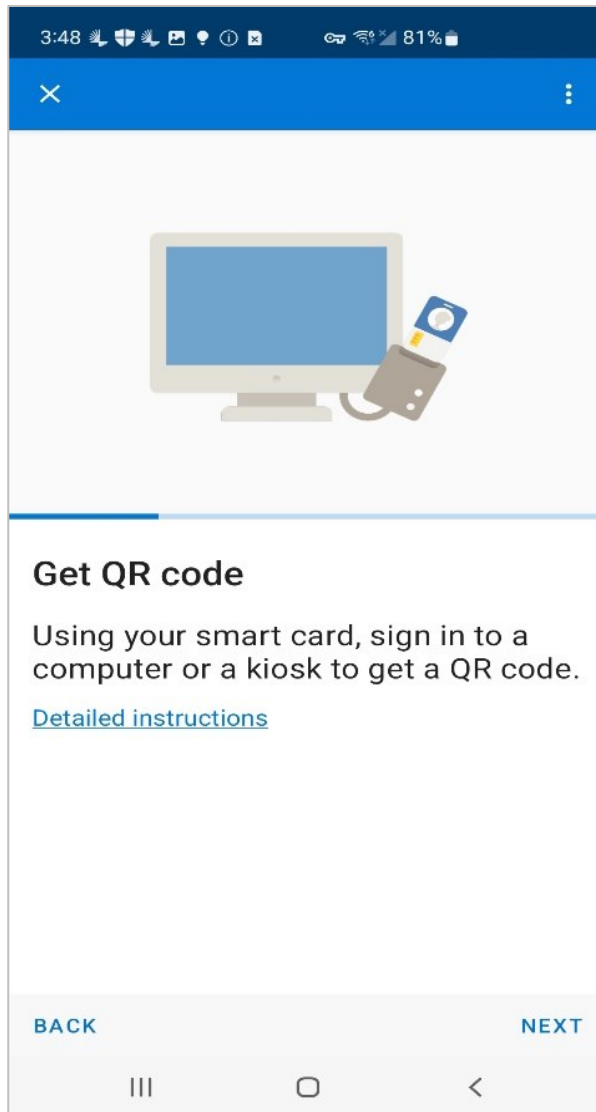 3:48 81%
Get QR code
Using your smart card, sign in to a
computer or a kiosk to get a QR code.
Detailed instructions
BACK NEXT